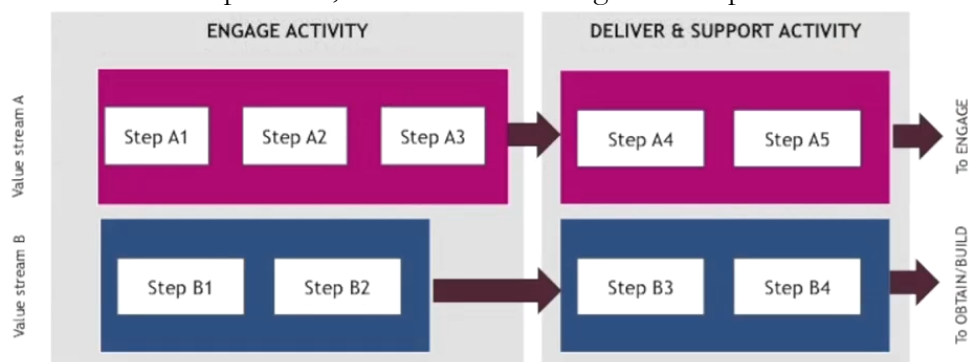 ENGAGE ACTIVITY
DELIVER & SUPPORT ACTIVITY
Value stream A
Step A1
Step A2
Step A3
Step A4
Step A5
To ENGAGE
Value stream B
Step B1
Step B2
Step B3
Step B4
To OBTAIN/BUILD